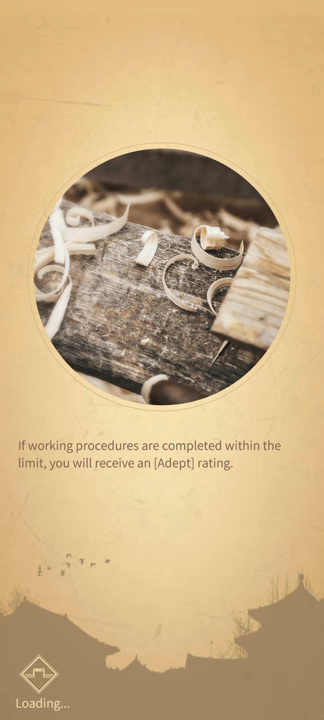 If working procedures are completed within the
limit, you will receive an [Adept] rating.
Loading...